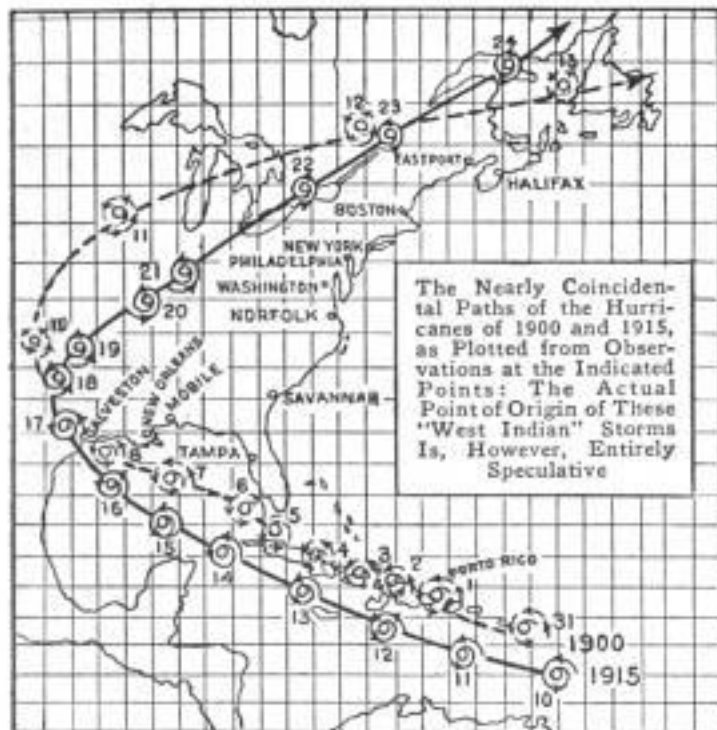 24
13
12
23
EASTPORT
HALIFAX
22
BOSTON
11
NEW YORK
PHILADELPHIA
21
WASHINGTON
20
NORFOLK
19
18
SAVANNAH
GALVESTON
NEW ORLEANS
MOBILE
17
TAMPA
8
7
6
16
5
15
4
14
3
2
PORTO RICO
1
13
31
12
1900
11
1915
10
The Nearly Coinciden-
tal Paths of the Hurri-
canes of 1900 and 1915,
as Plotted from Obser-
vations at the Indicated
Points: The Actual
Point of Origin of These
"West Indian" Storms
Is, However, Entirely
Speculative